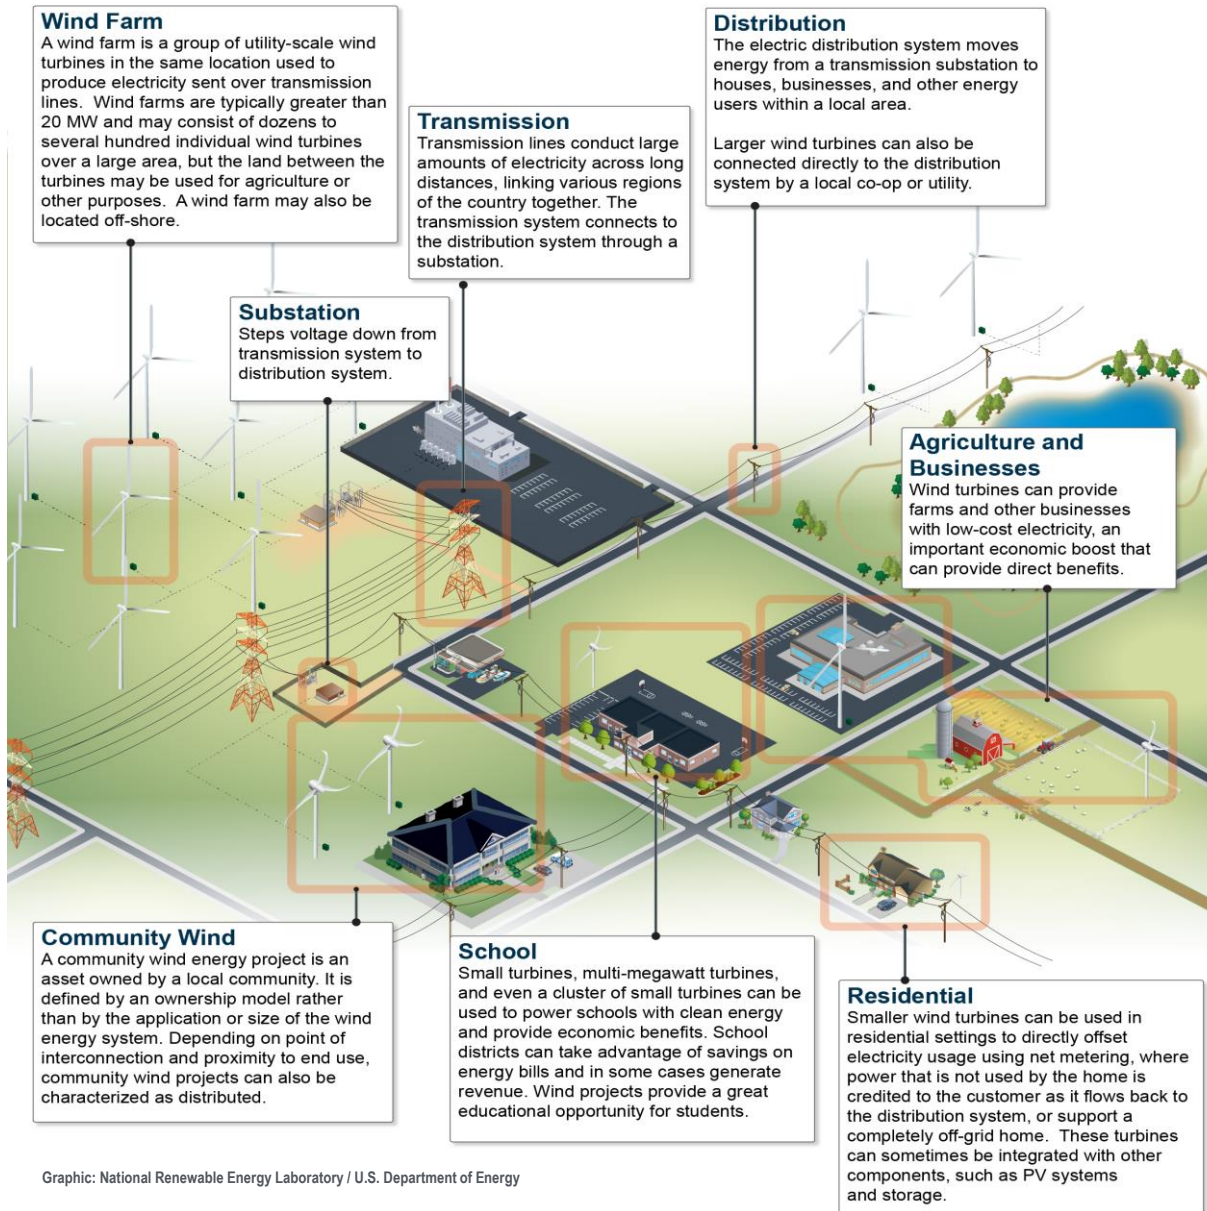 Wind Farm
A wind farm is a group of utility-scale wind
turbines in the same location used to
produce electricity sent over transmission
lines.  Wind farms are typically greater than
20 MW and may consist of dozens to
several hundred individual wind turbines
over a large area, but the land between the
turbines may be used for agriculture or
other purposes.  A wind farm may also be
located off-shore.
Transmission
Transmission lines conduct large
amounts of electricity across long
distances, linking various regions
of the country together. The
transmission system connects to
the distribution system through a
substation.
Distribution
The electric distribution system moves
energy from a transmission substation to
houses, businesses, and other energy
users within a local area.
Larger wind turbines can also be
connected directly to the distribution
system by a local co-op or utility.
Substation
Steps voltage down from
transmission system to
distribution system.
Agriculture and
Businesses
Wind turbines can provide
farms and other businesses
with low-cost electricity, an
important economic boost that
can provide direct benefits.
Community Wind
A community wind energy project is an
asset owned by a local community. It is
defined by an ownership model rather
than by the application or size of the wind
energy system. Depending on point of
interconnection and proximity to end use,
community wind projects can also be
characterized as distributed.
School
Small turbines, multi-megawatt turbines,
and even a cluster of small turbines can be
used to power schools with clean energy
and provide economic benefits. School
districts can take advantage of savings on
energy bills and in some cases generate
revenue. Wind projects provide a great
educational opportunity for students.
Residential
Smaller wind turbines can be used in
residential settings to directly offset
electricity usage using net metering, where
power that is not used by the home is
credited to the customer as it flows back to
the distribution system, or support a
completely off-grid home.  These turbines
can sometimes be integrated with other
components, such as PV systems
and storage.
Graphic: National Renewable Energy Laboratory / U.S. Department of Energy